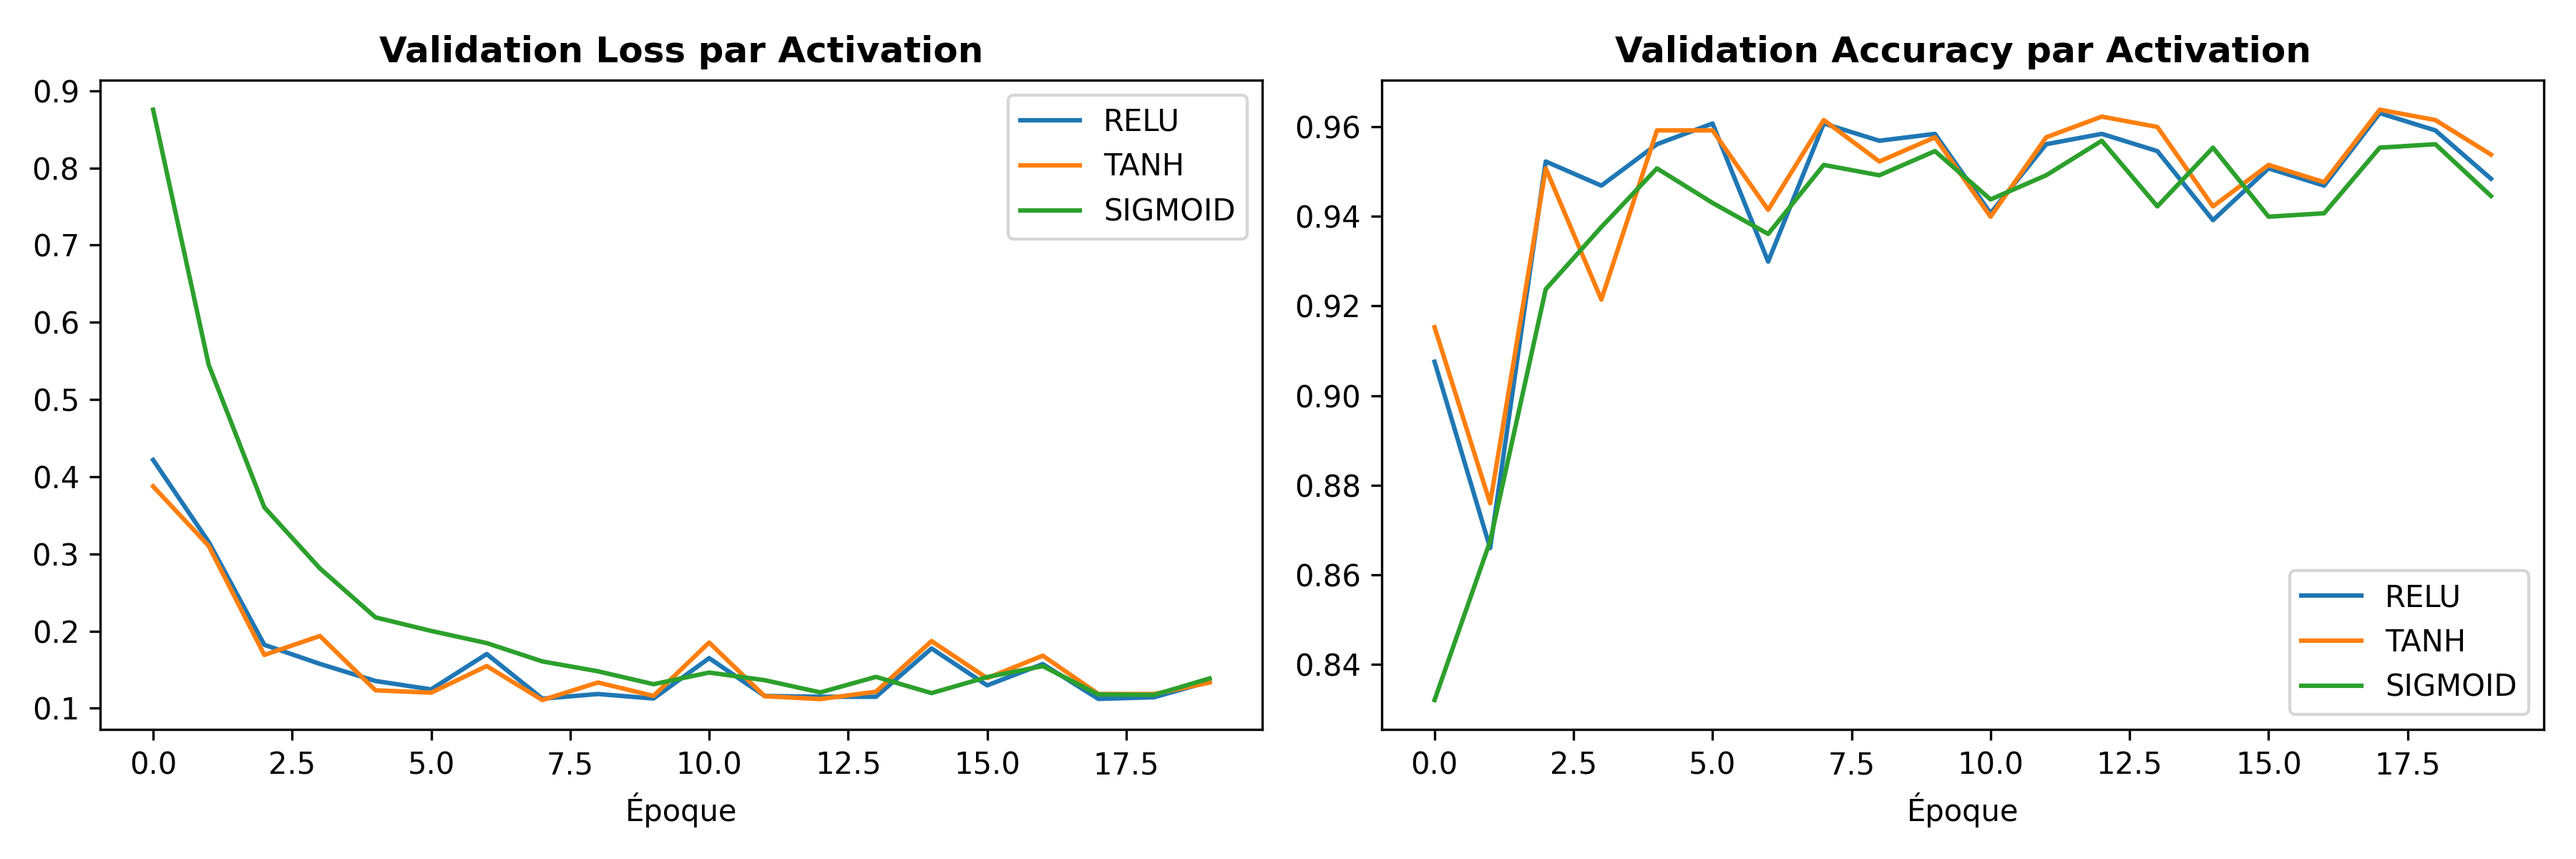 Validation Loss par Activation
0.9
0.8
0.7
0.6
0.5
0.4
0.3
0.2
0.1
RELU
TANH
SIGMOID
0.0 2.5 5.0 7.5 10.0 12.5 15.0 17.5
Époque
Validation Accuracy par Activation
0.96
0.94
0.92
0.90
0.88
0.86
0.84
RELU
TANH
SIGMOID
0.0 2.5 5.0 7.5 10.0 12.5 15.0 17.5
Époque